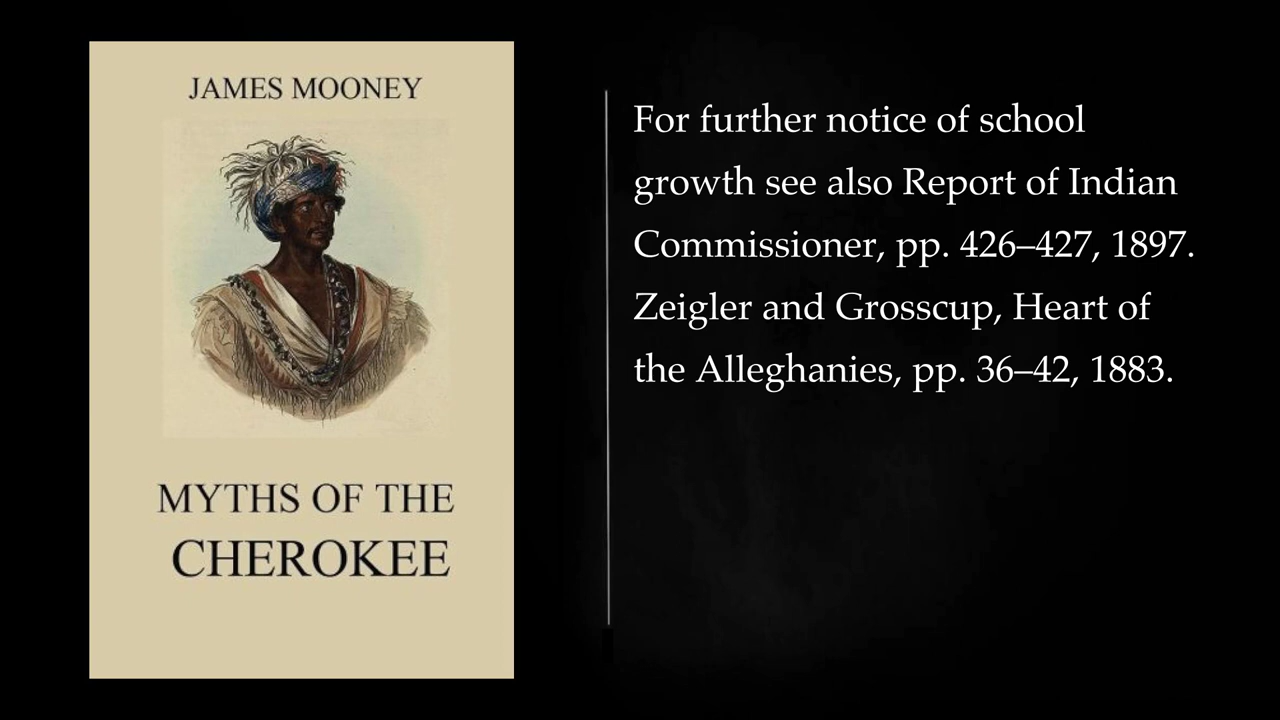 JAMES MOONEY
MYTHS OF THE
CHEROKEE
For further notice of school
growth see also Report of Indian
Commissioner, pp. 426–427, 1897.
Zeigler and Grosscup, Heart of
the Alleghanies, pp. 36–42, 1883.